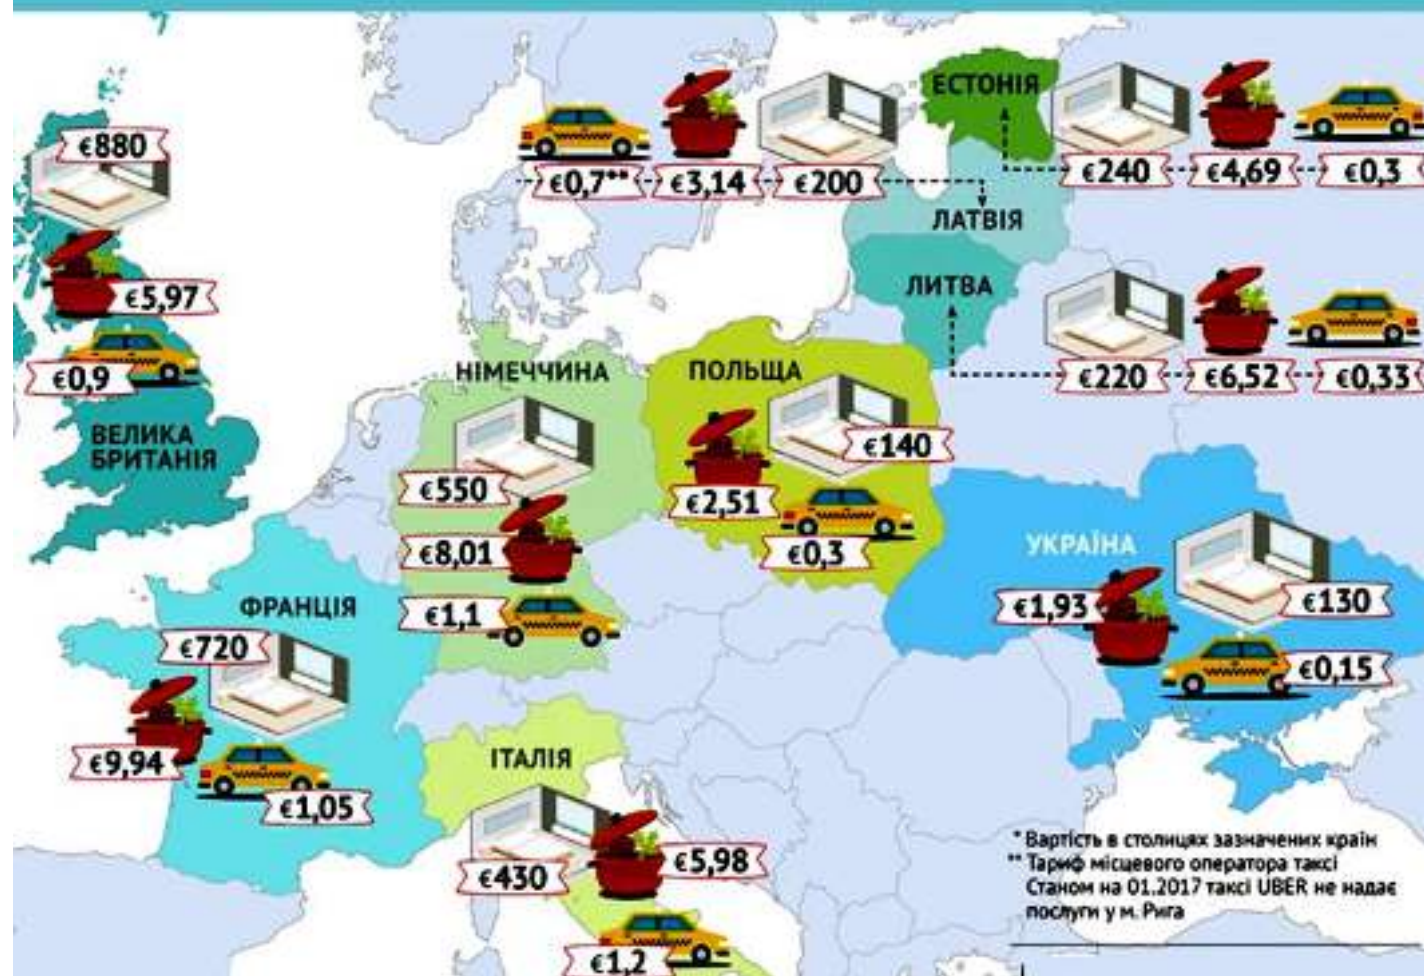 ЕСТОНІЯ
€240
€4,69
€0,3
€0,7**
€3,14
€200
ЛАТВІЯ
€880
€5,97
€0,9
ВЕЛИКА
БРИТАНІЯ
ЛИТВА
€220
€6,52
€0,33
НІМЕЧЧИНА
€550
€8,01
€1,1
ПОЛЬЩА
€140
€2,51
€0,3
УКРАЇНА
€1,93
€130
€0,15
ФРАНЦІЯ
€720
€9,94
€1,05
ІТАЛІЯ
€430
€5,98
€1,2
* Вартість в столицях зазначених країн
** Тариф місцевого оператора таксі
Станом на 01.2017 таксі UBER не надає
послуги у м. Рига